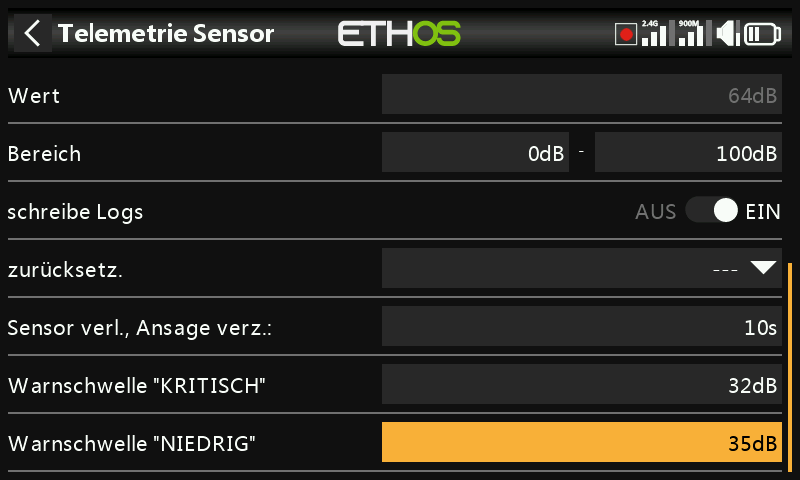 Telemetrie Sensor ETHOS 2.4G 900M
Wert 64dB
Bereich 0dB - 100dB
schreibe Logs AUS EIN
zurücksetz. ---
Sensor verl., Ansage verz.: 10s
Warnschwelle "KRITISCH" 32dB
Warnschwelle "NIEDRIG" 35dB